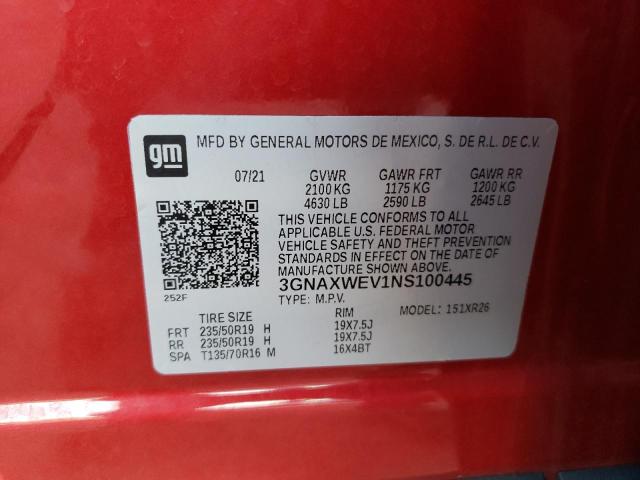 gm MFD BY GENERAL MOTORS DE MEXICO, S. DE R.L. DE C.V.
07/21 GVWR GAWR FRT GAWR RR
2100 KG 1175 KG 1200 KG
4630 LB 2590 LB 2645 LB
THIS VEHICLE CONFORMS TO ALL
APPLICABLE U.S. FEDERAL MOTOR
VEHICLE SAFETY AND THEFT PREVENTION
STANDARDS IN EFFECT ON THE DATE OF
MANUFACTURE SHOWN ABOVE.
252F
3GNAXWEV1NS100445
TYPE: M.P.V. MODEL: 151XR26
TIRE SIZE RIM
FRT 235/50R19 H 19X7.5J
RR 235/50R19 H 19X7.5J
SPA T135/70R16 M 16X4BT